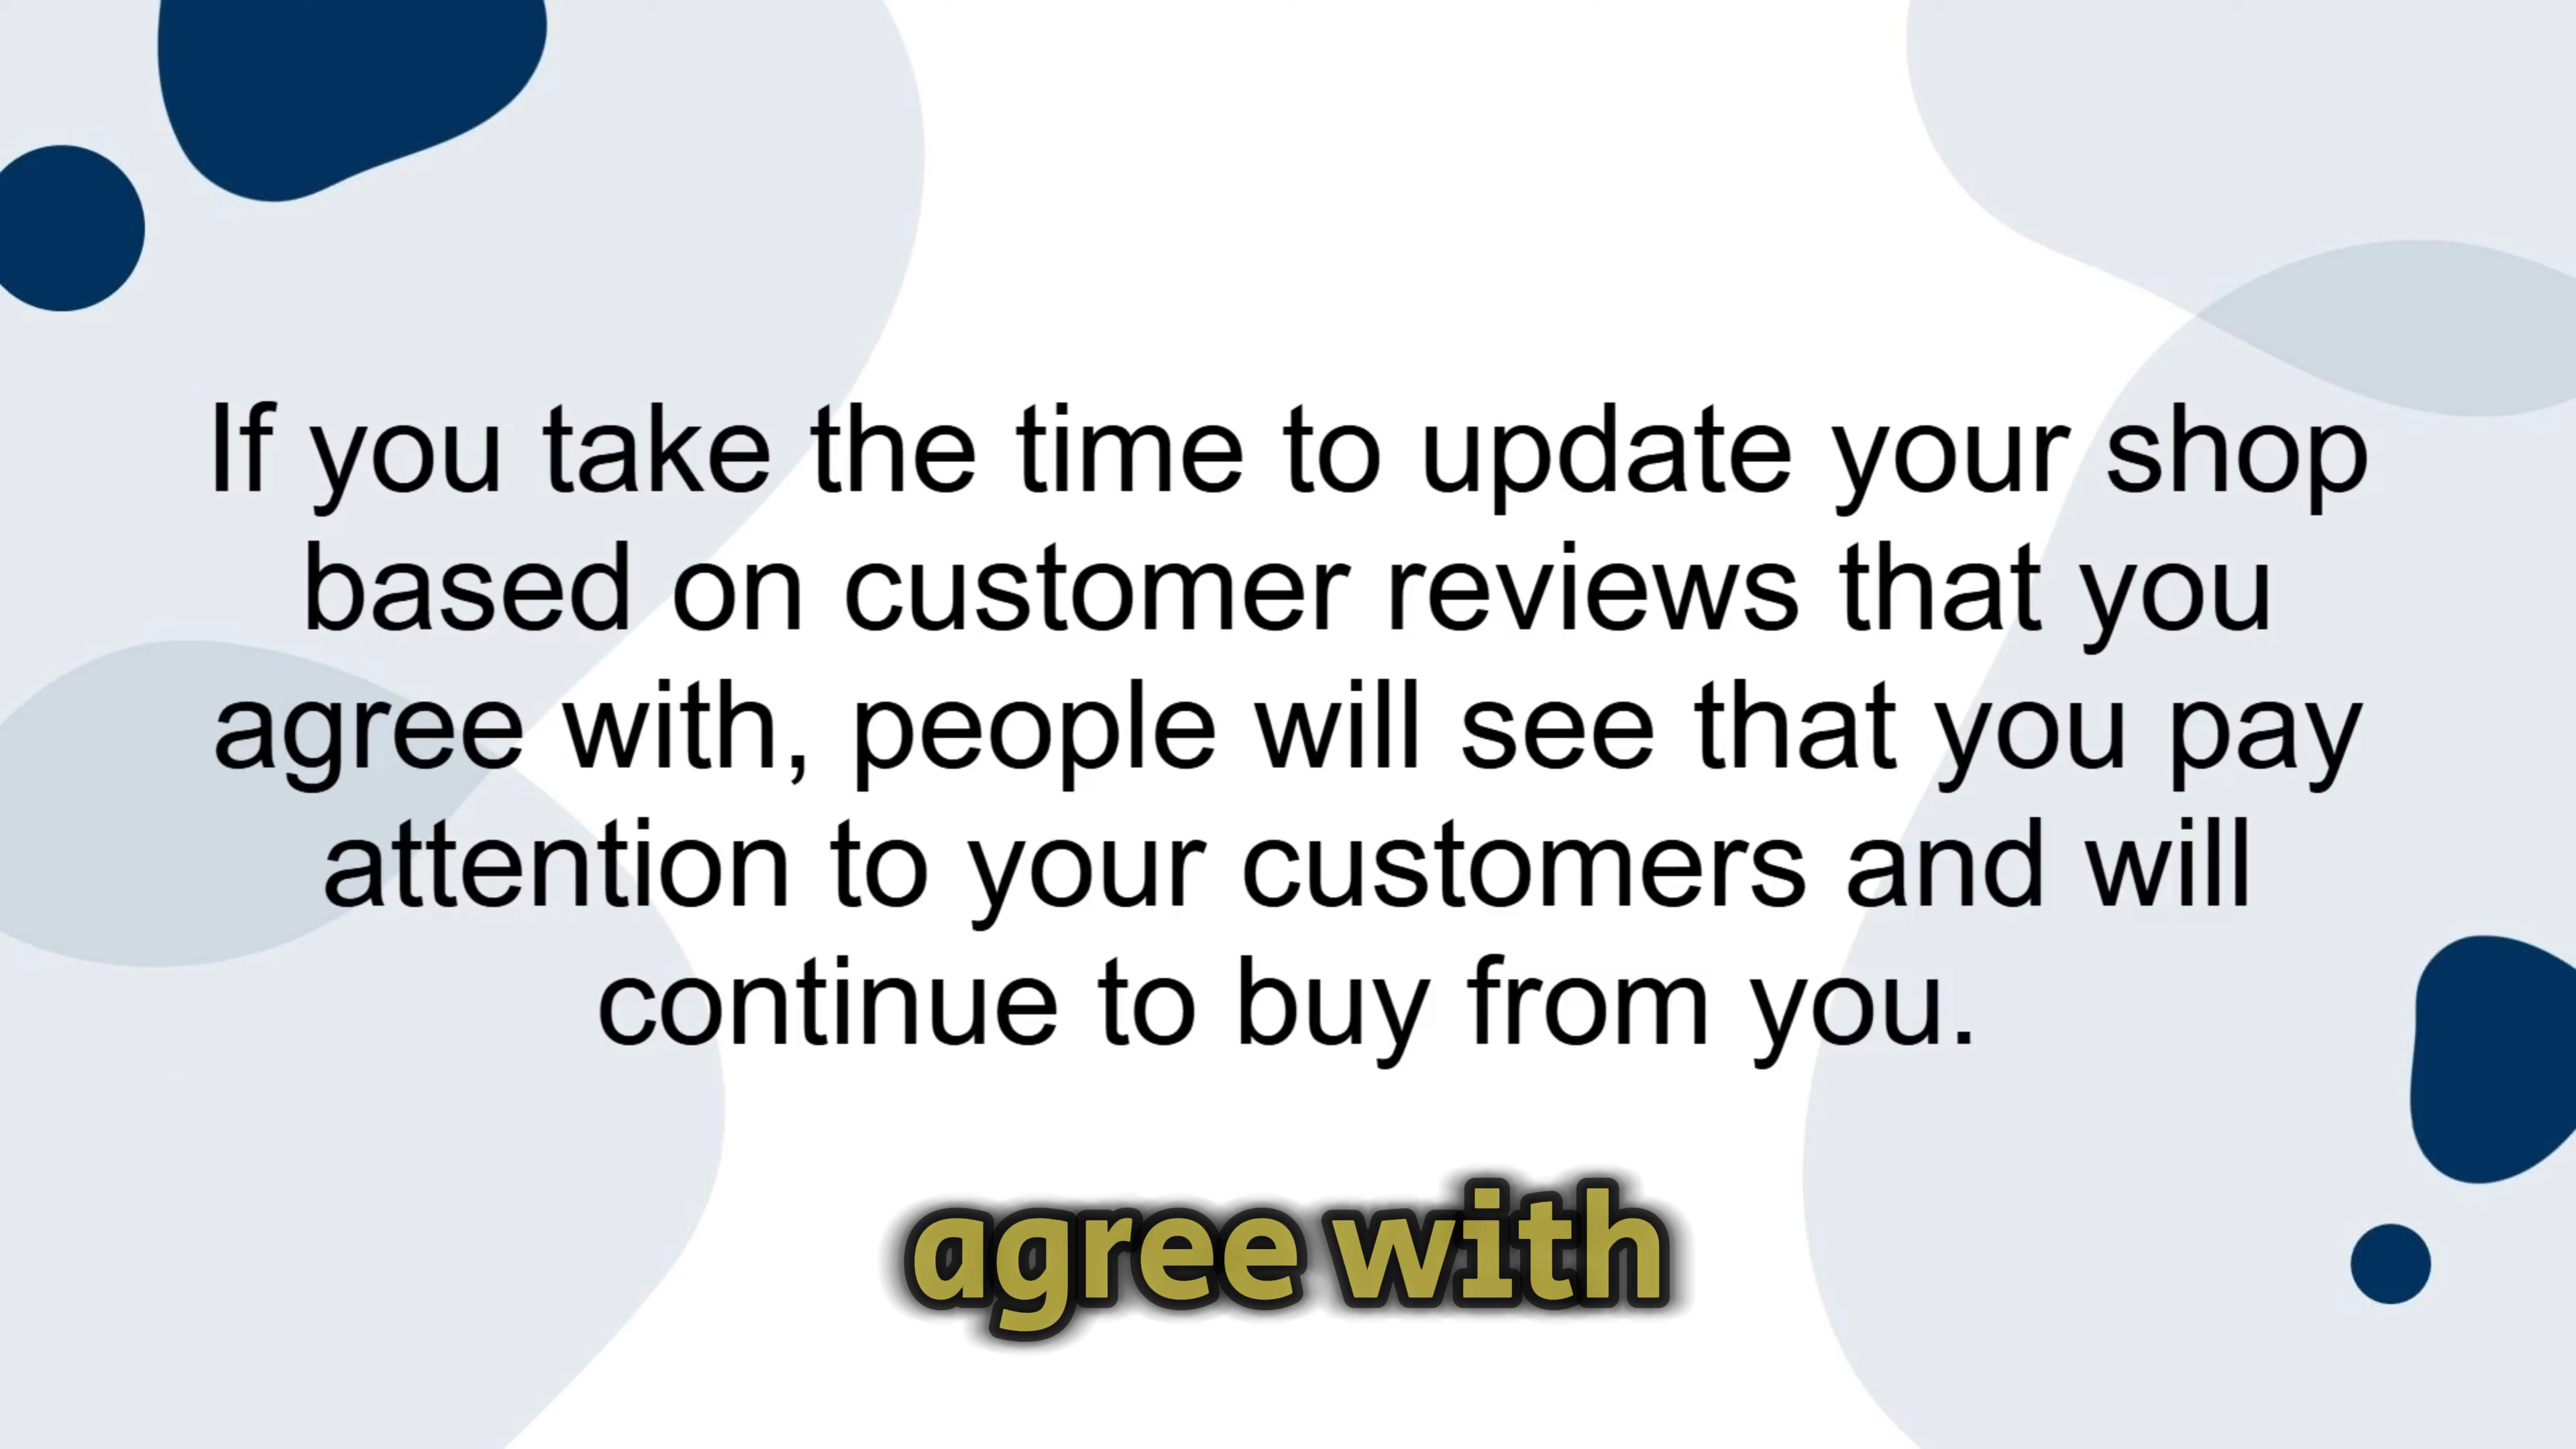 If you take the time to update your shop
based on customer reviews that you
agree with, people will see that you pay
attention to your customers and will
continue to buy from you.
agree with